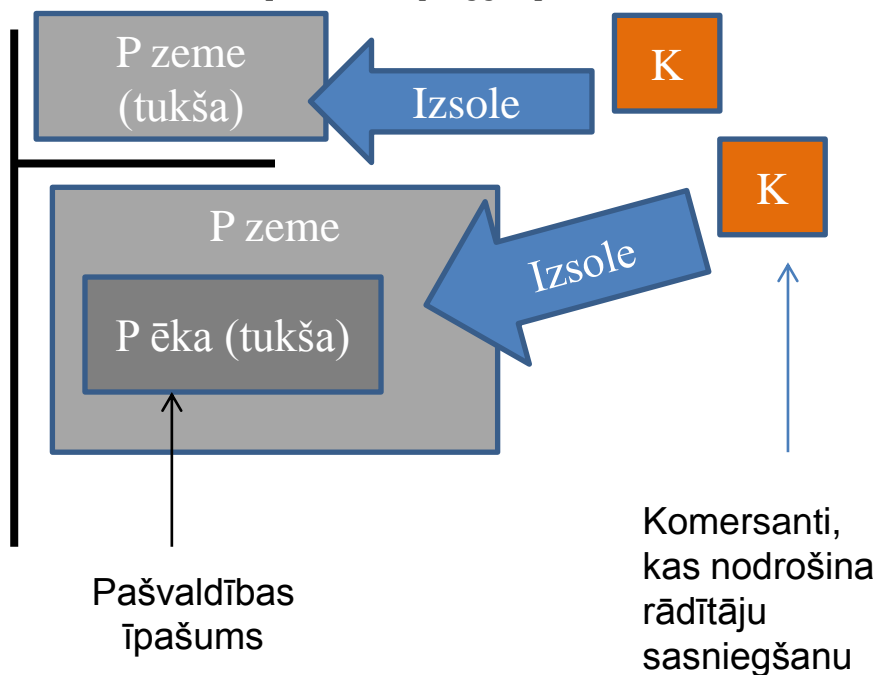 P zeme
(tukša)
Izsole
K
K
P zeme
Izsole
P ēka (tukša)
Pašvaldības
īpašums
Komersanti,
kas nodrošina
rādītāju
sasniegšanu